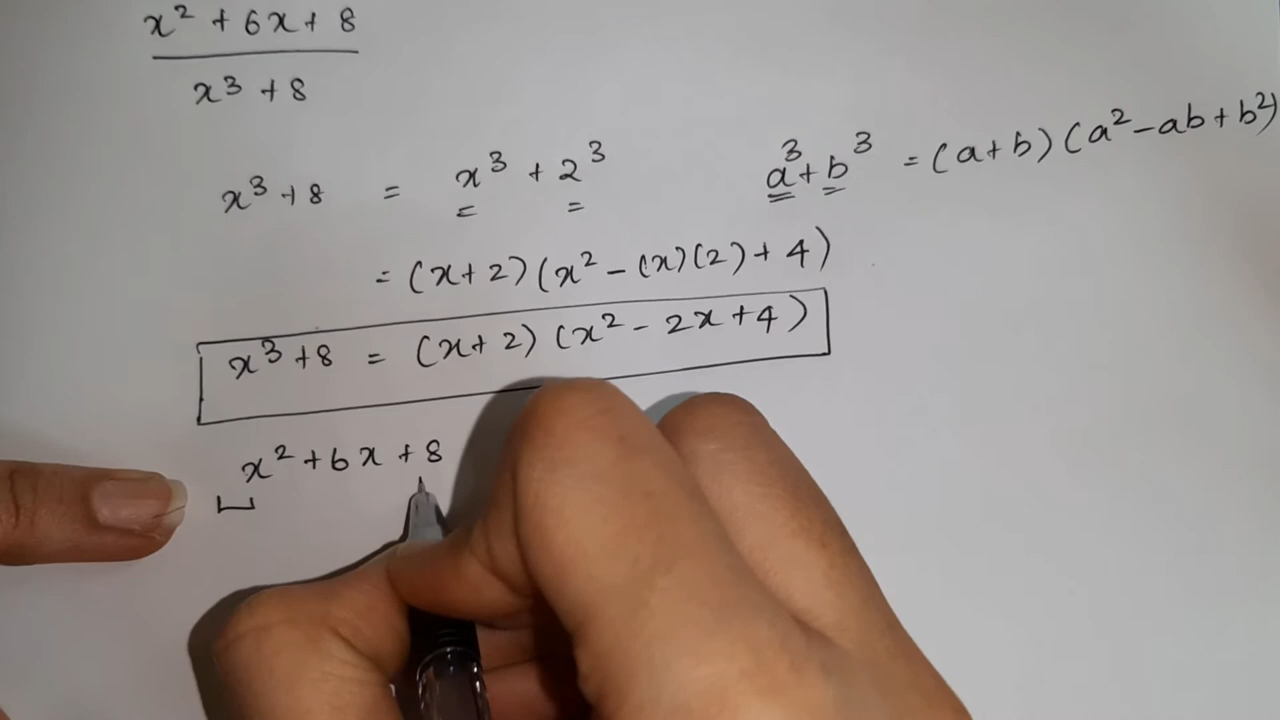 x² + 6x + 8
x³ + 8
x³ + 8 = x³ + 2³
a³ + b³ = (a+b) (a² - ab + b²)
= (x+2) (x² - (x)(2) + 4)
x³ + 8 = (x+2) (x² - 2x + 4)
x² + 6x + 8